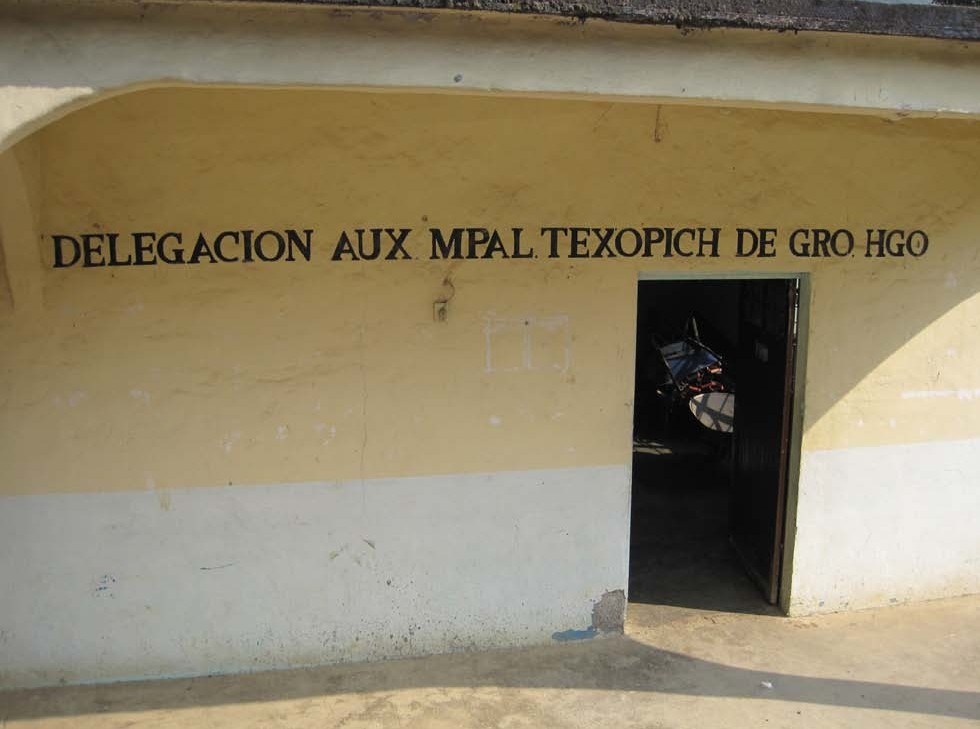 DELEGACION AUX. MPAL. TEXOPICH DE GRO. HGO